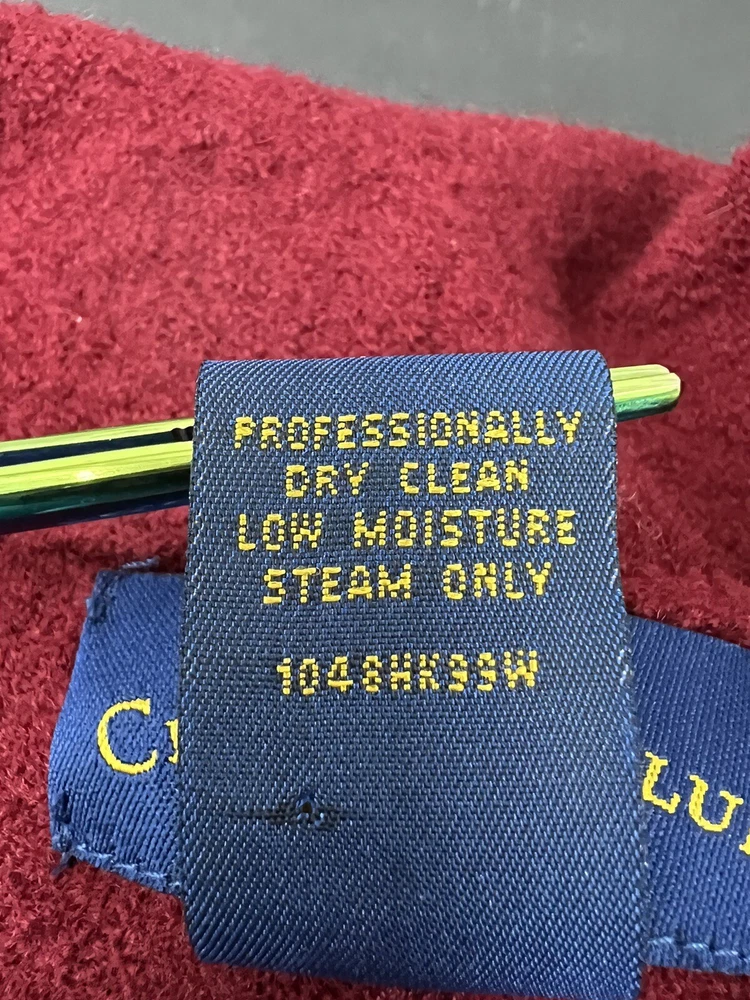 PROFESSIONALLY
DRY CLEAN
LOW MOISTURE
STEAM ONLY
1048HK99W